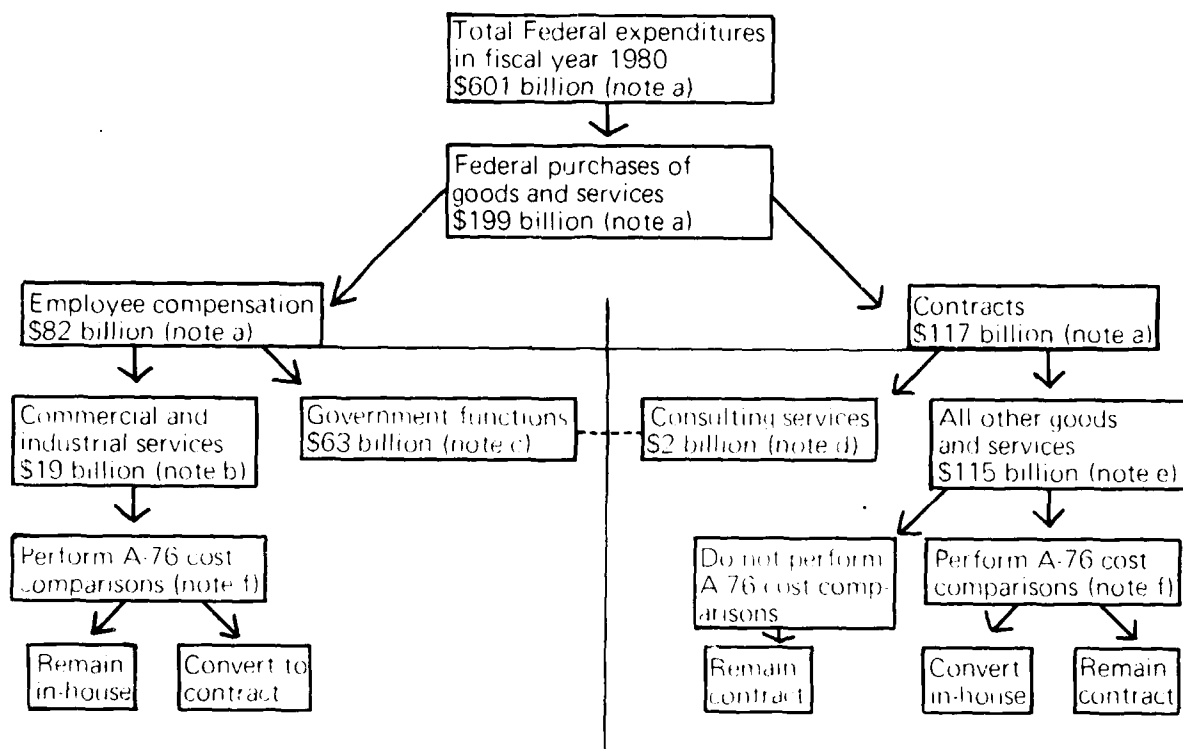 Total Federal expenditures
in fiscal year 1980
$601 billion (note a)
Federal purchases of
goods and services
$199 billion (note a)
Employee compensation
$82 billion (note a)
Contracts
$117 billion (note a)
Commercial and
industrial services
$19 billion (note b)
Government functions
$63 billion (note c)
Consulting services
$2 billion (note d)
All other goods
and services
$115 billion (note e)
Perform A-76 cost
comparisons (note f)
Do not perform
A 76 cost comp-
arisons
Perform A-76 cost
comparisons (note f)
Remain
in-house
Convert to
contract
Remain
contract
Convert
in-house
Remain
contract